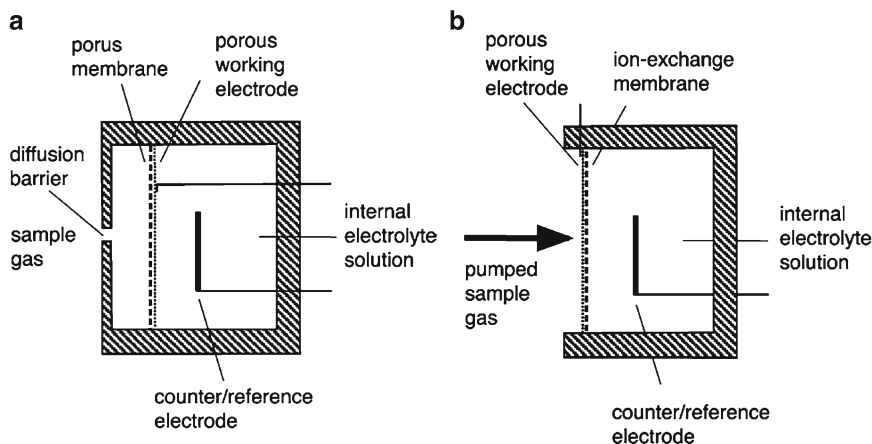 a
porus
membrane
porous
working
electrode
diffusion
barrier
sample
gas
internal
electrolyte
solution
counter/reference
electrode
b
porous
working
electrode
ion-exchange
membrane
pumped
sample
gas
internal
electrolyte
solution
counter/reference
electrode